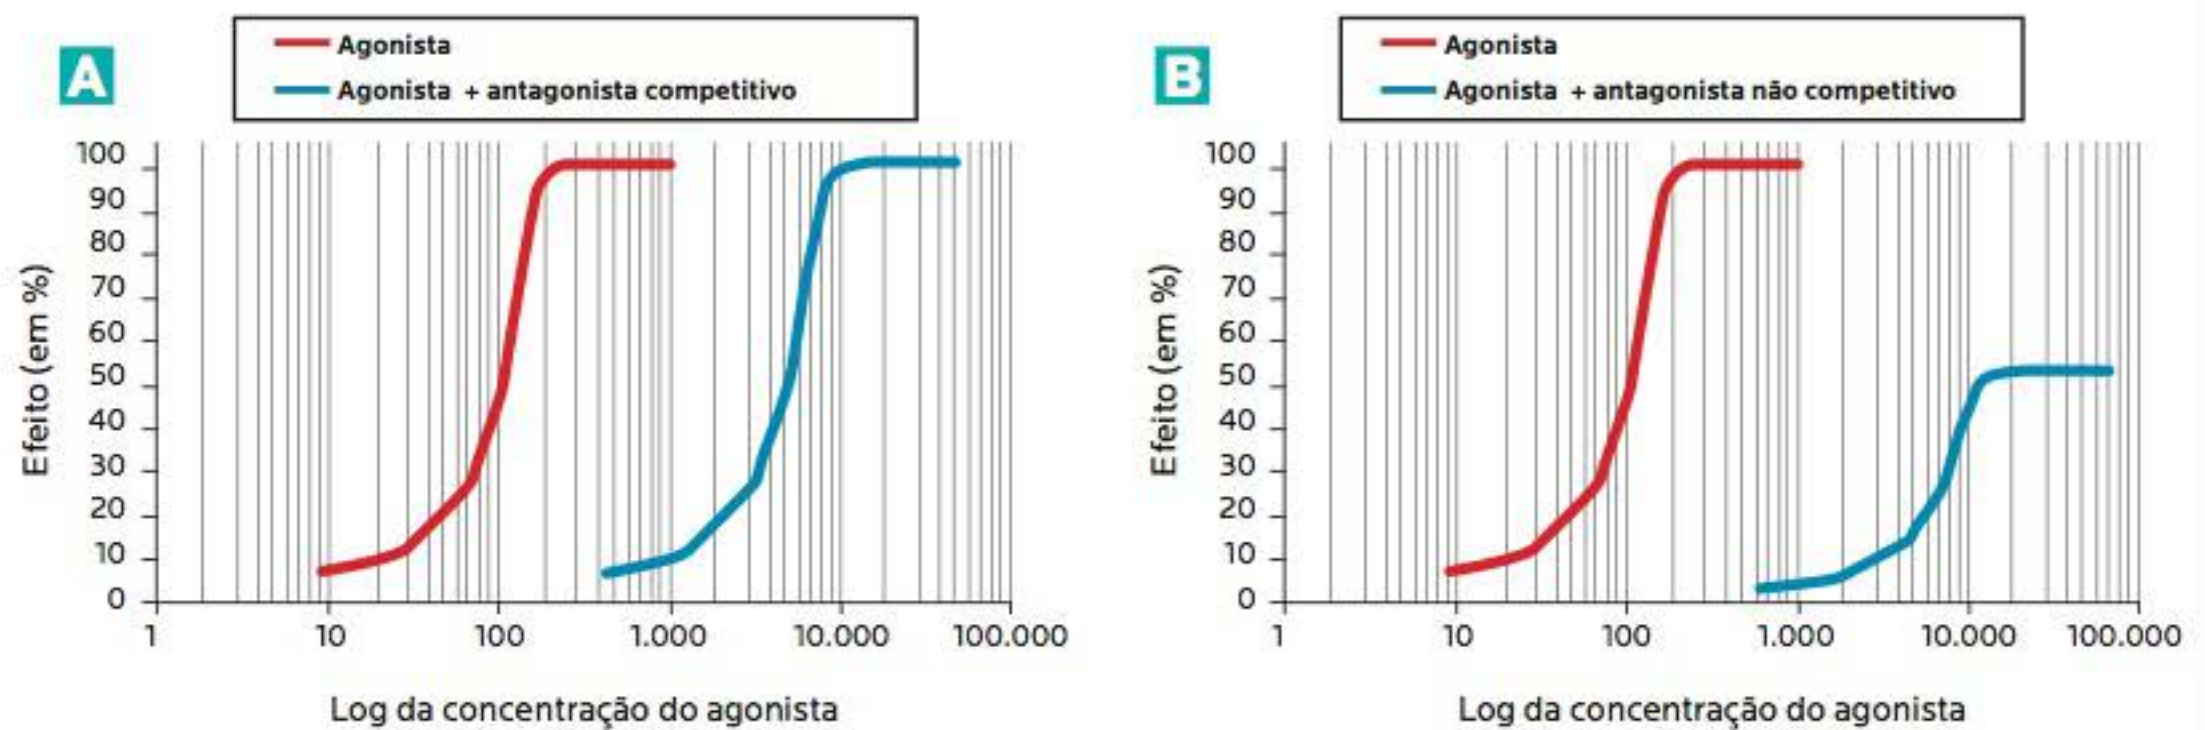 A
Agonista
Agonista + antagonista competitivo
Efeito (em %)
100
90
80
70
60
50
40
30
20
10
0
1 10 100 1.000 10.000 100.000
Log da concentração do agonista
B
Agonista
Agonista + antagonista não competitivo
Efeito (em %)
100
90
80
70
60
50
40
30
20
10
0
1 10 100 1.000 10.000 100.000
Log da concentração do agonista